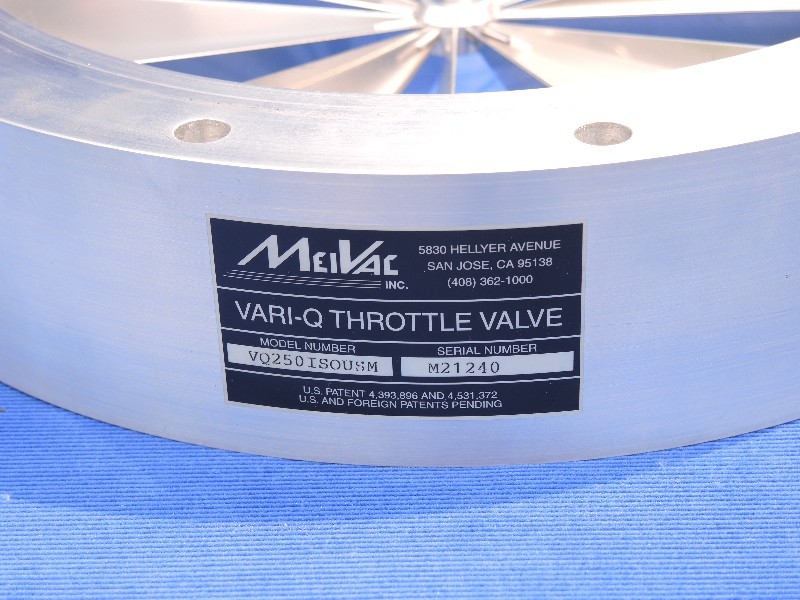 MEIVAC INC.
5830 HELLYER AVENUE
SAN JOSE, CA 95138
(408) 362-1000
VARI-Q THROTTLE VALVE
MODEL NUMBER
VQ250ISOUSM
SERIAL NUMBER
M21240
U.S. PATENT 4,393,896 AND 4,531,372
U.S. AND FOREIGN PATENTS PENDING